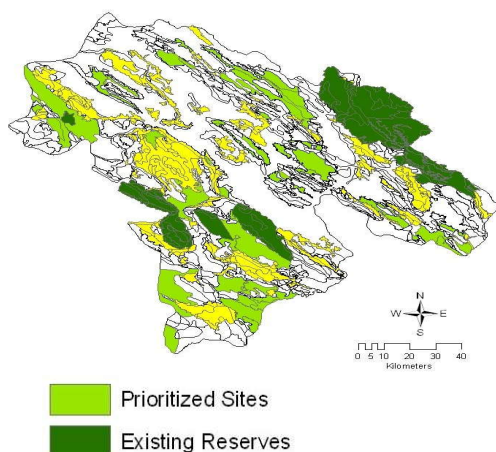 N
W E
S
0 5 10 20 30 40
Kilometers
Prioritized Sites
Existing Reserves